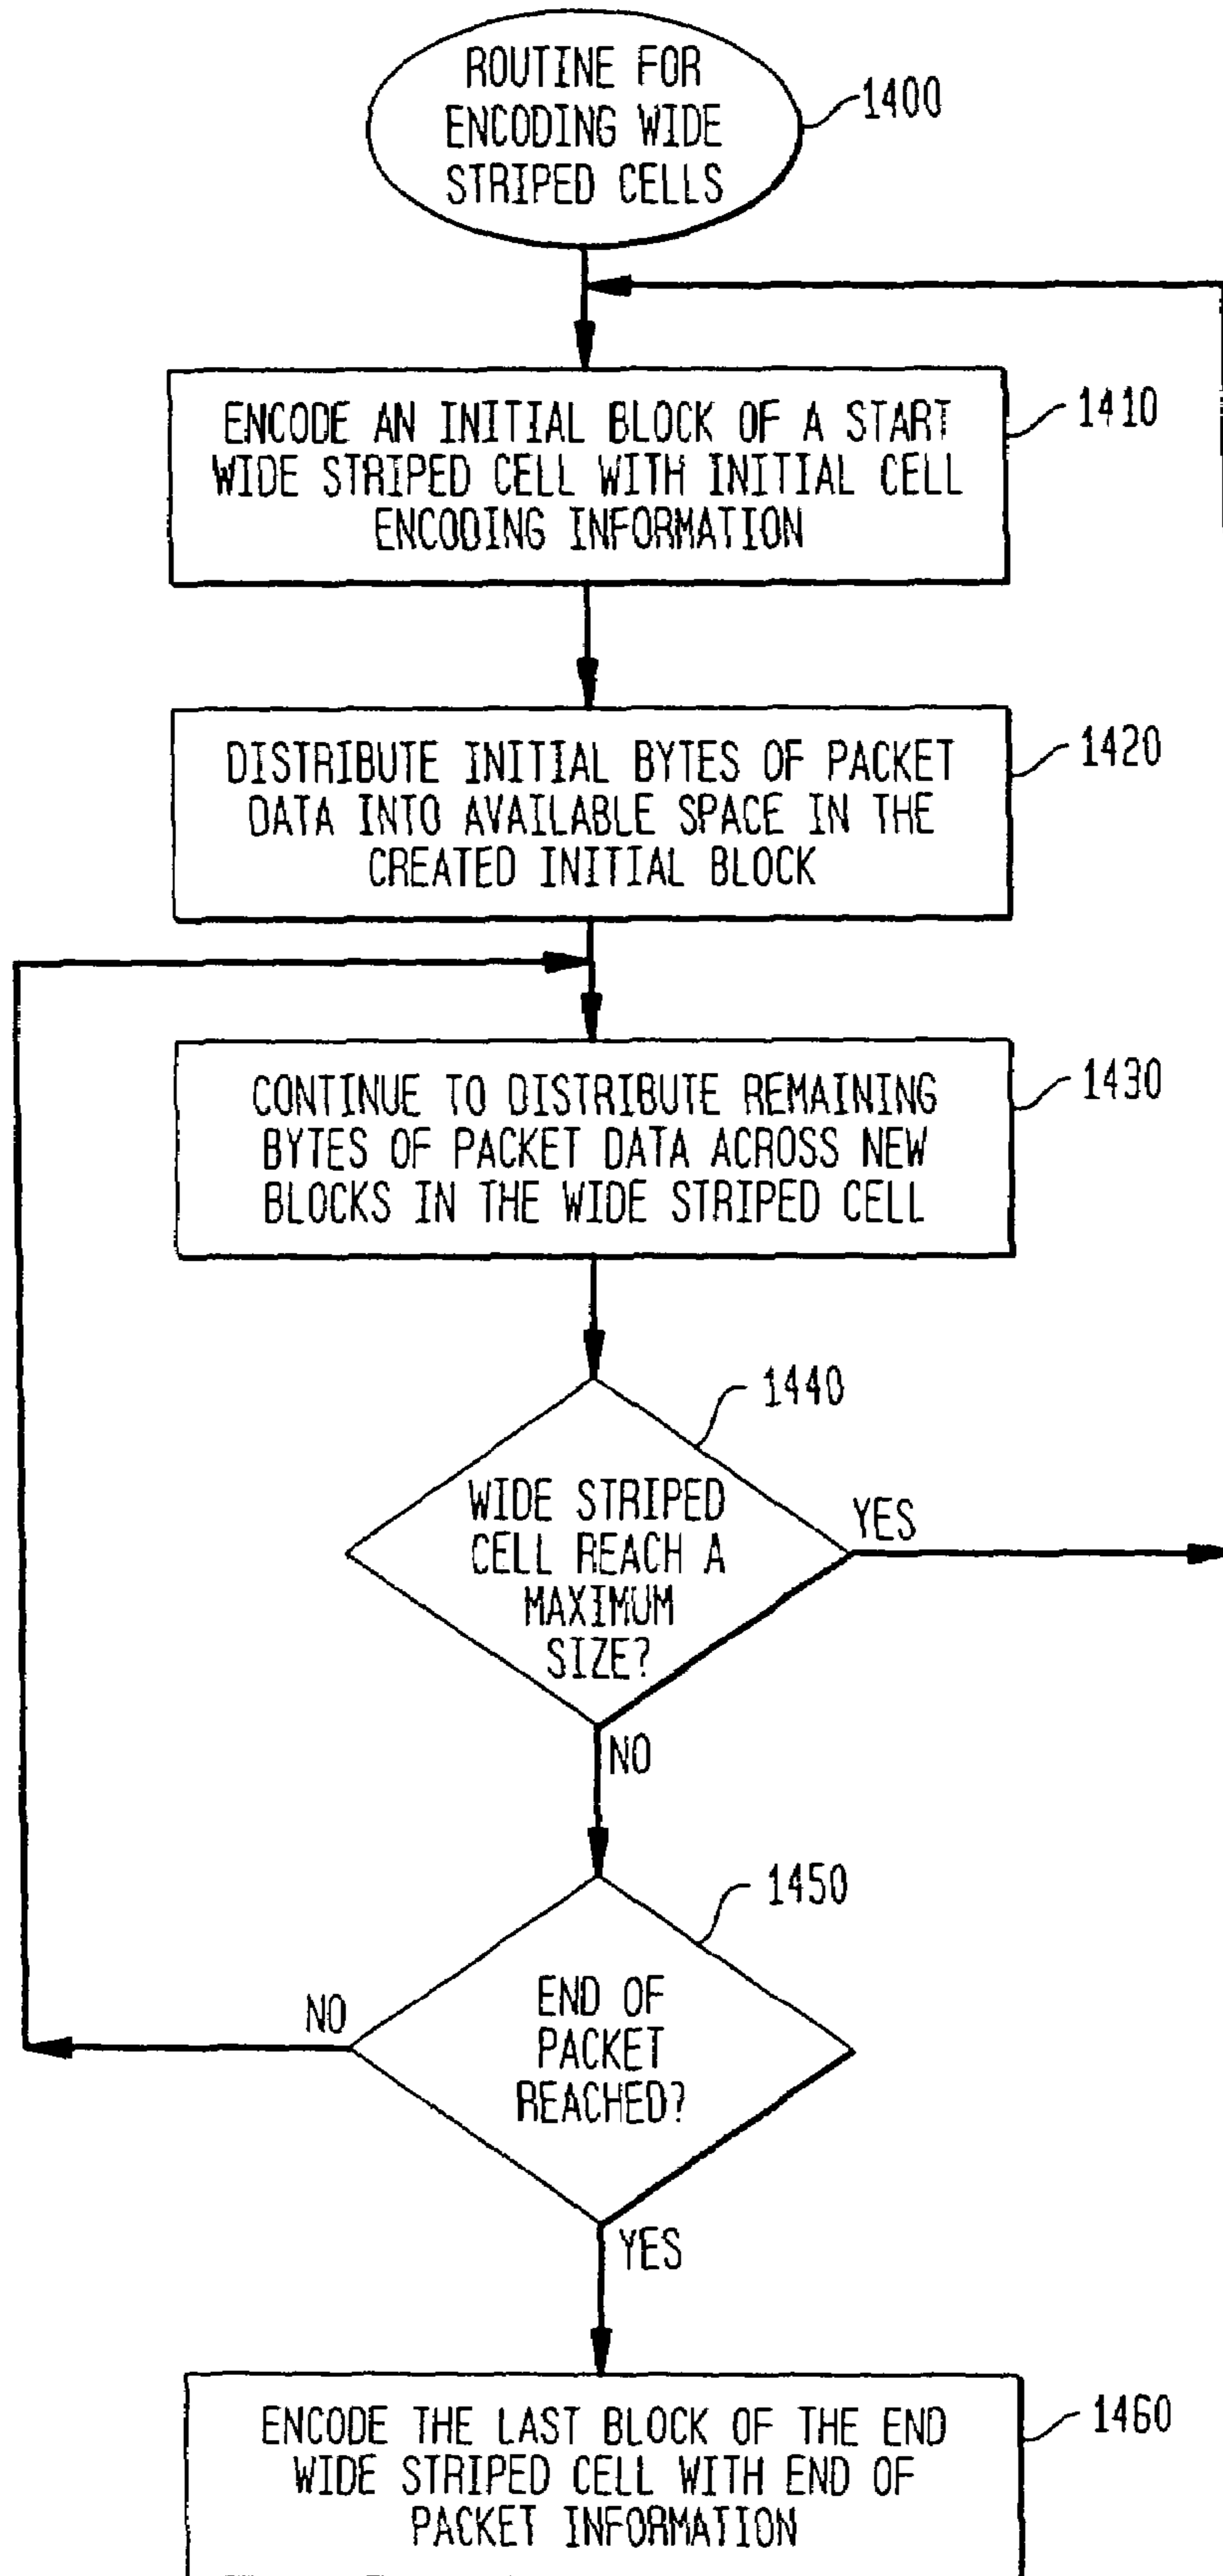 ROUTINE FOR
ENCODING WIDE
STRIPED CELLS
1400
ENCODE AN INITIAL BLOCK OF A START
WIDE STRIPED CELL WITH INITIAL CELL
ENCODING INFORMATION
1410
DISTRIBUTE INITIAL BYTES OF PACKET
DATA INTO AVAILABLE SPACE IN THE
CREATED INITIAL BLOCK
1420
CONTINUE TO DISTRIBUTE REMAINING
BYTES OF PACKET DATA ACROSS NEW
BLOCKS IN THE WIDE STRIPED CELL
1430
1440
WIDE STRIPED
CELL REACH A
MAXIMUM
SIZE?
YES
NO
1450
END OF
PACKET
REACHED?
NO
YES
ENCODE THE LAST BLOCK OF THE END
WIDE STRIPED CELL WITH END OF
PACKET INFORMATION
1460